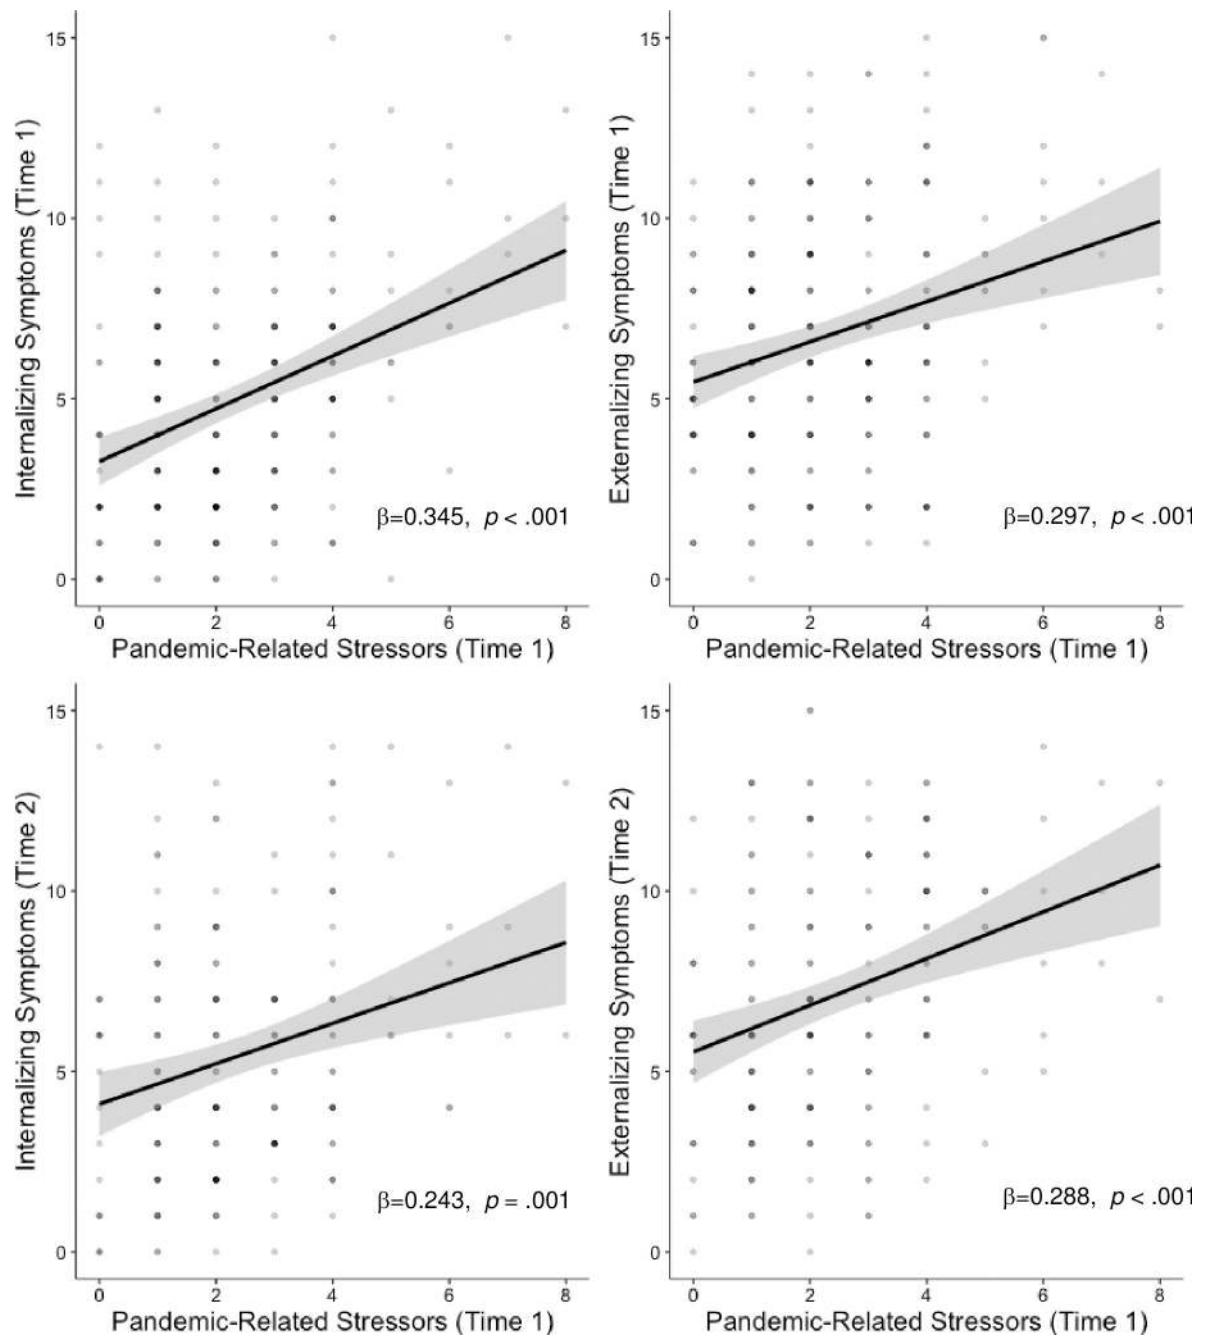 15
10
5
0
Internalizing Symptoms (Time 1)
β=0.345, p < .001
0 2 4 6 8
Pandemic-Related Stressors (Time 1)
15
10
5
0
Externalizing Symptoms (Time 1)
β=0.297, p < .001
0 2 4 6 8
Pandemic-Related Stressors (Time 1)
15
10
5
0
Internalizing Symptoms (Time 2)
β=0.243, p = .001
0 2 4 6 8
Pandemic-Related Stressors (Time 1)
15
10
5
0
Externalizing Symptoms (Time 2)
β=0.288, p < .001
0 2 4 6 8
Pandemic-Related Stressors (Time 1)